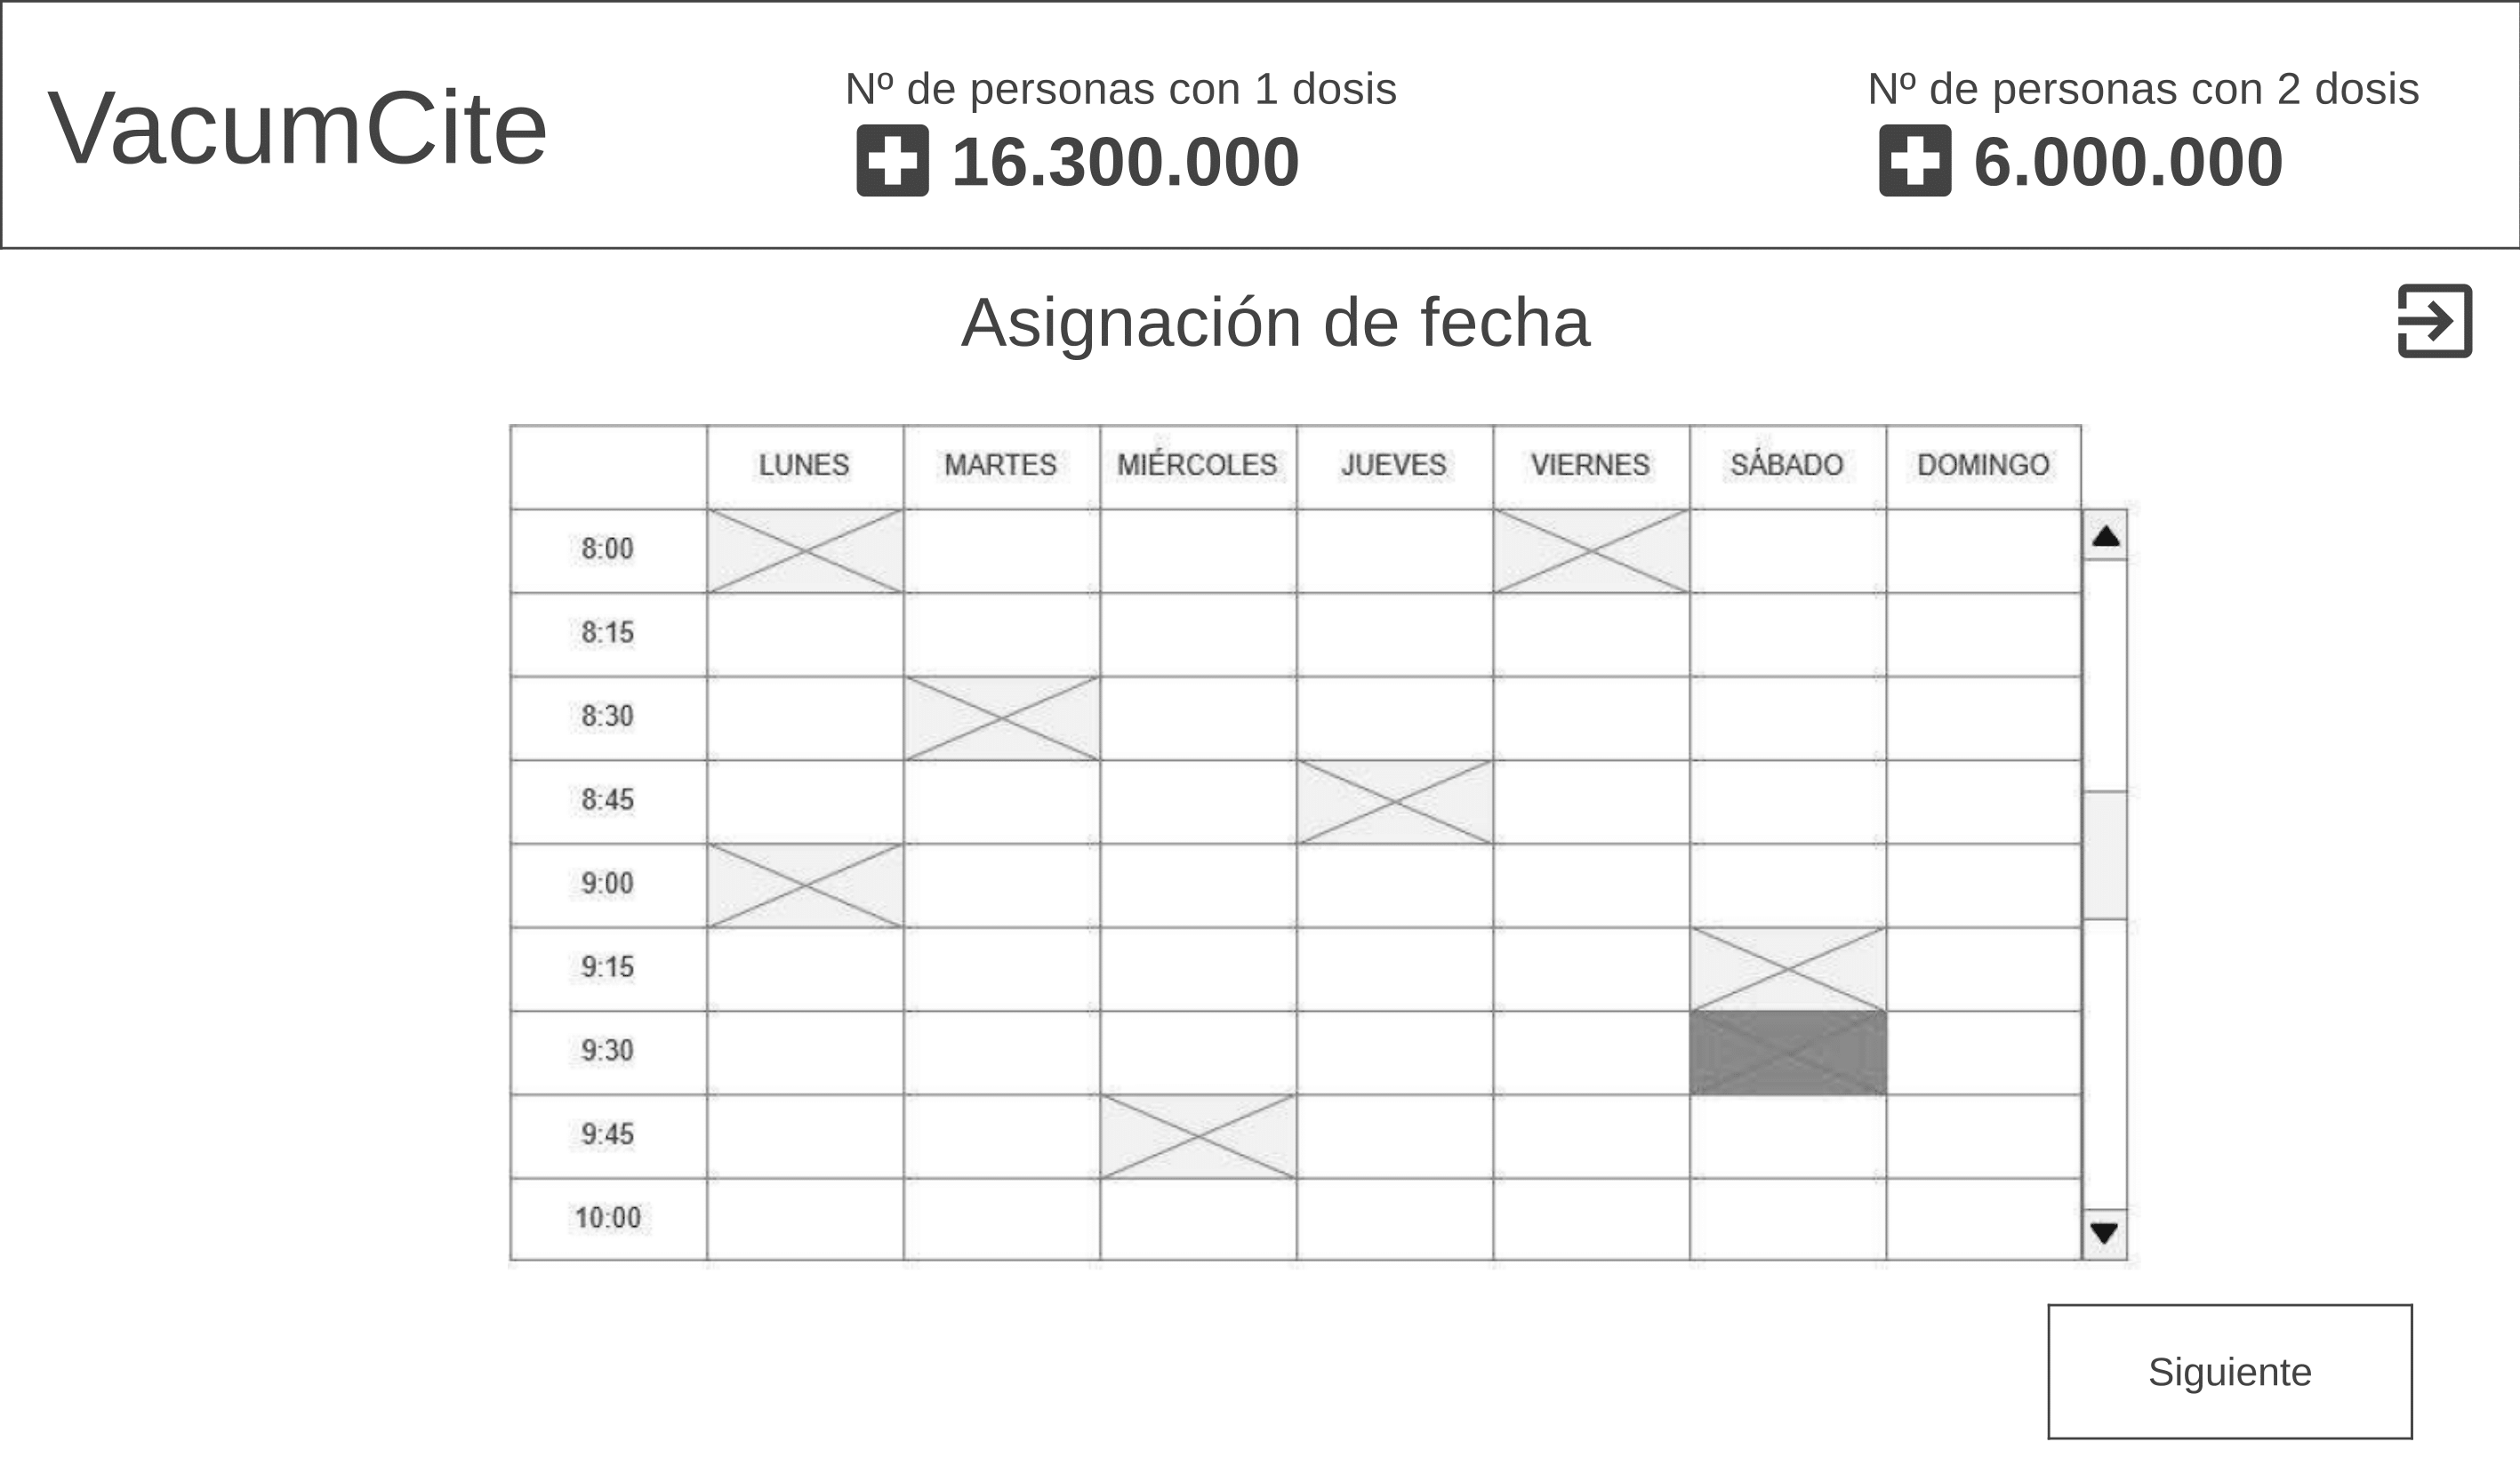 VacumCite
Nº de personas con 1 dosis
16.300.000
Nº de personas con 2 dosis
6.000.000
Asignación de fecha
LUNES MARTES MIÉRCOLES JUEVES VIERNES SÁBADO DOMINGO
8:00
8:15
8:30
8:45
9:00
9:15
9:30
9:45
10:00
Siguiente